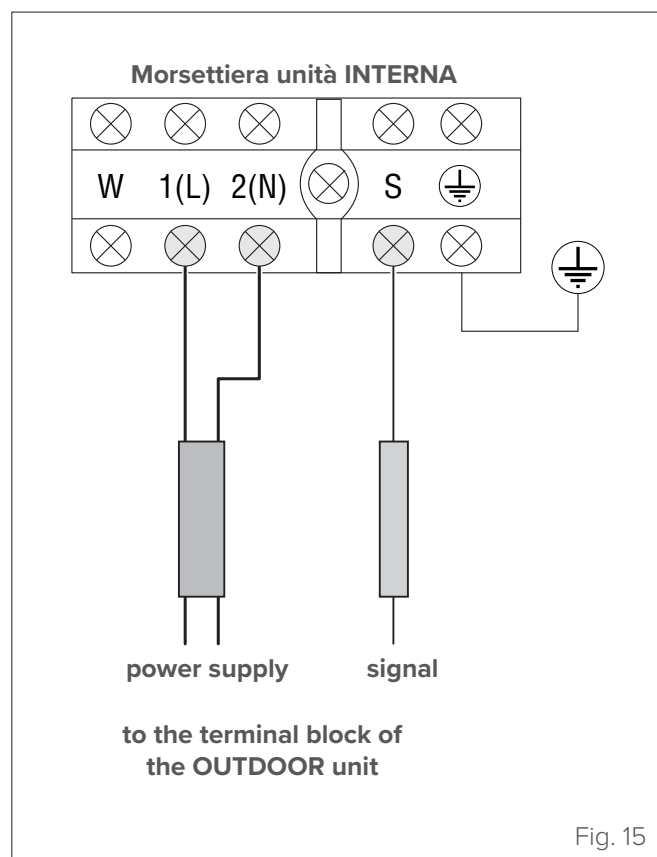 Morsettiera unità INTERNA
W 1(L) 2(N) S
power supply signal
to the terminal block of
the OUTDOOR unit
Fig. 15